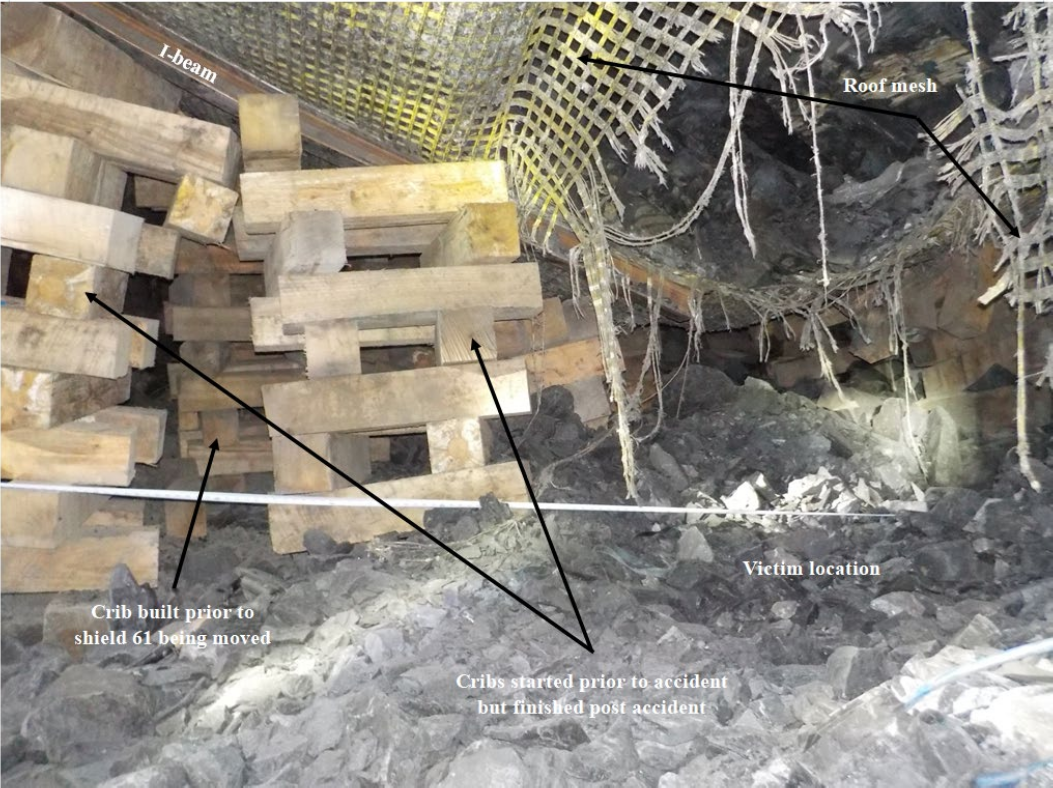 I-beam
Roof mesh
Victim location
Crib built prior to
shield 61 being moved
Cribs started prior to accident
but finished post accident